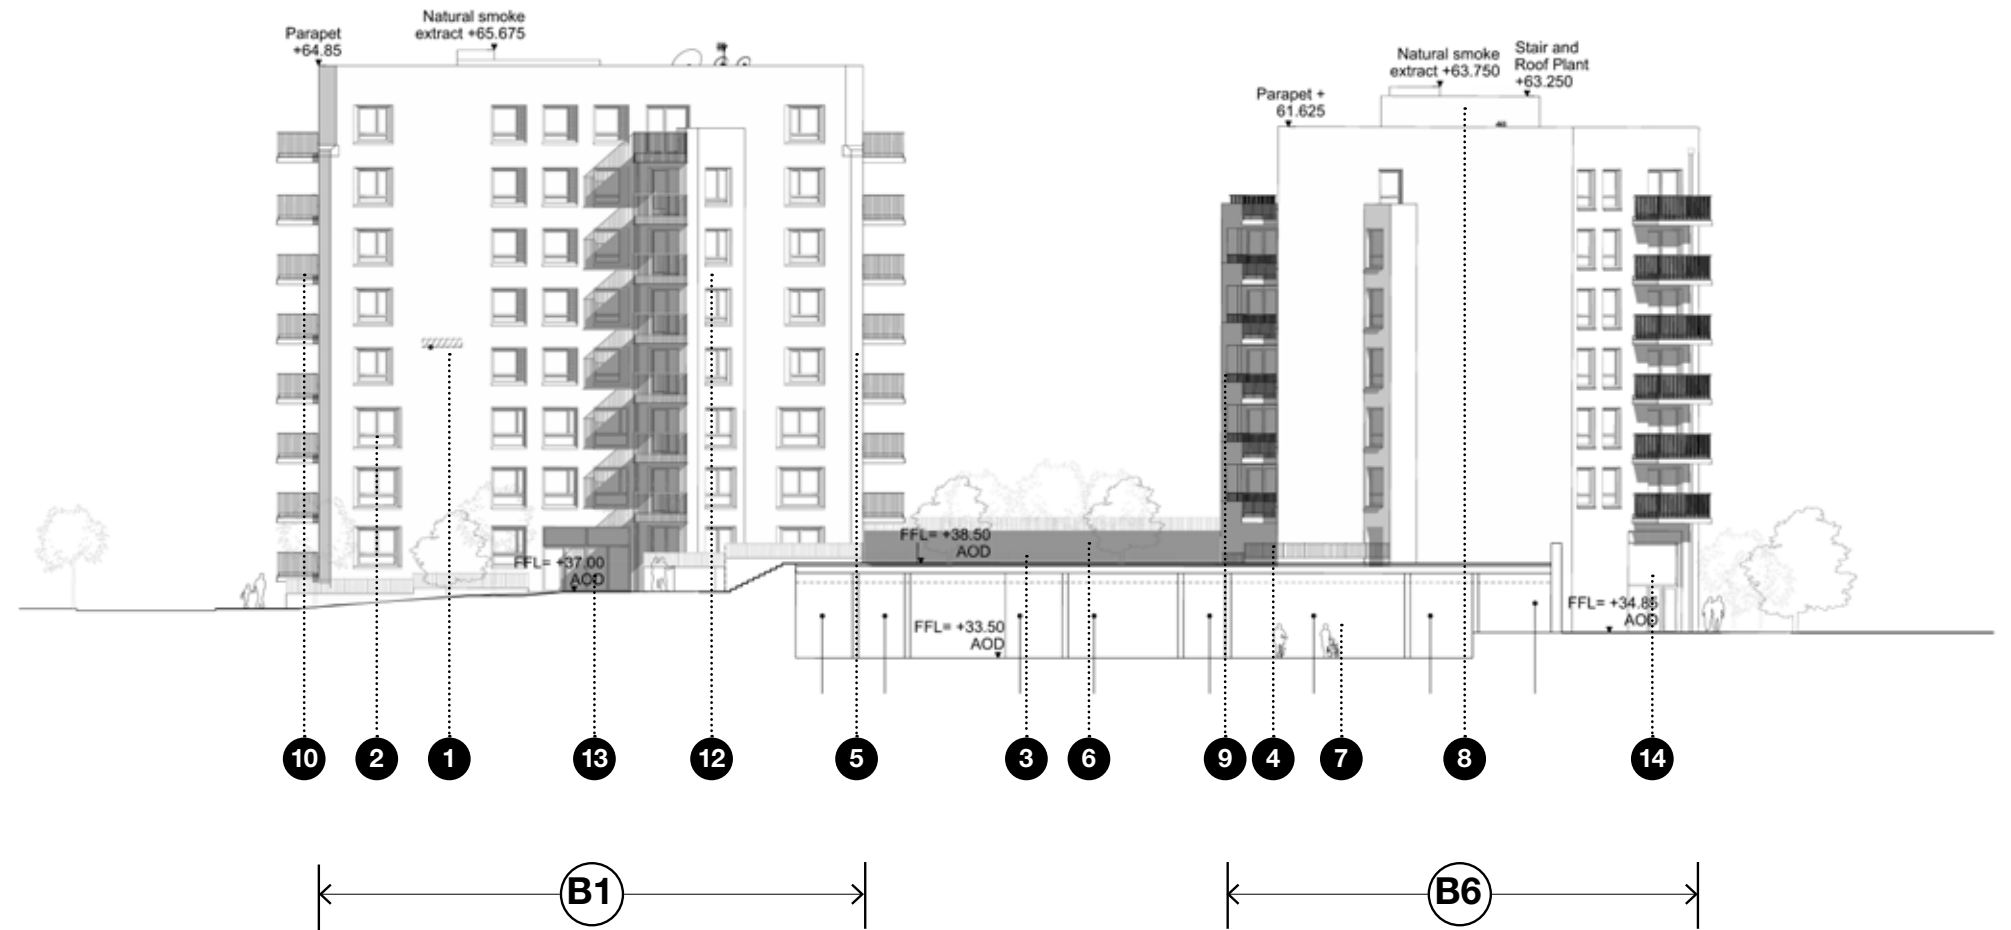 Natural smoke
extract +65.675
Parapet
+64.85
Natural smoke
extract +63.750
Stair and
Roof Plant
+63.250
Parapet +
61.625
FFL= +38.50
AOD
FFL= +37.00
AOD
FFL= +33.50
AOD
FFL= +34.85
AOD
10
2
1
13
12
5
3
6
9
4
7
8
14
B1
B6